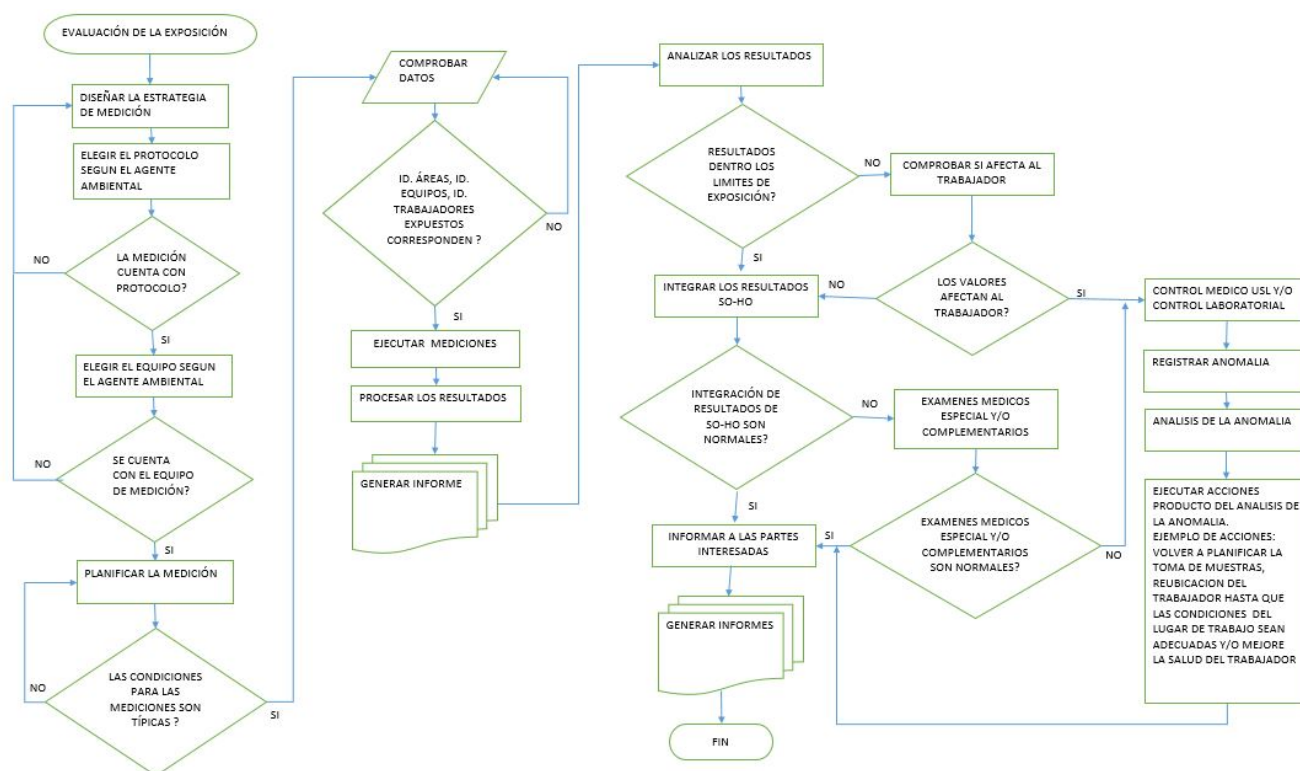 EVALUACIÓN DE LA EXPOSICIÓN
DISEÑAR LA ESTRATEGIA
DE MEDICIÓN
ELEGIR EL PROTOCOLO
SEGUN EL AGENTE
AMBIENTAL
NO
LA MEDICIÓN
CUENTA CON
PROTOCOLO?
SI
ELEGIR EL EQUIPO SEGUN
EL AGENTE AMBIENTAL
NO
SE CUENTA
CON EL EQUIPO
DE MEDICIÓN?
SI
PLANIFICAR LA MEDICIÓN
NO
LAS CONDICIONES
PARA LAS
MEDICIONES SON
TÍPICAS ?
SI
COMPROBAR
DATOS
ID. ÁREAS, ID.
EQUIPOS, ID.
TRABAJADORES
EXPUESTOS
CORRESPONDEN ?
NO
SI
EJECUTAR MEDICIONES
PROCESAR LOS RESULTADOS
GENERAR INFORME
ANALIZAR LOS RESULTADOS
RESULTADOS
DENTRO LOS
LIMITES DE
EXPOSICIÓN?
NO
COMPROBAR SI AFECTA AL
TRABAJADOR
SI
INTEGRAR LOS RESULTADOS
SO-HO
NO
LOS VALORES
AFECTAN AL
TRABAJADOR?
SI
CONTROL MEDICO USL Y/O
CONTROL LABORATORIAL
REGISTRAR ANOMALIA
ANALISIS DE LA ANOMALIA
INTEGRACIÓN DE
RESULTADOS DE
SO-HO SON
NORMALES?
NO
EXAMENES MEDICOS
ESPECIAL Y/O
COMPLEMENTARIOS
SI
INFORMAR A LAS PARTES
INTERESADAS
SI
EXAMENES MEDICOS
ESPECIAL Y/O
COMPLEMENTARIOS
SON NORMALES?
NO
EJECUTAR ACCIONES
PRODUCTO DEL ANALISIS DE
LA ANOMALIA.
EJEMPLO DE ACCIONES:
VOLVER A PLANIFICAR LA
TOMA DE MUESTRAS,
REUBICACION DEL
TRABAJADOR HASTA QUE
LAS CONDICIONES DEL
LUGAR DE TRABAJO SEAN
ADECUADAS Y/O MEJORE
LA SALUD DEL TRABAJADOR
GENERAR INFORMES
FIN